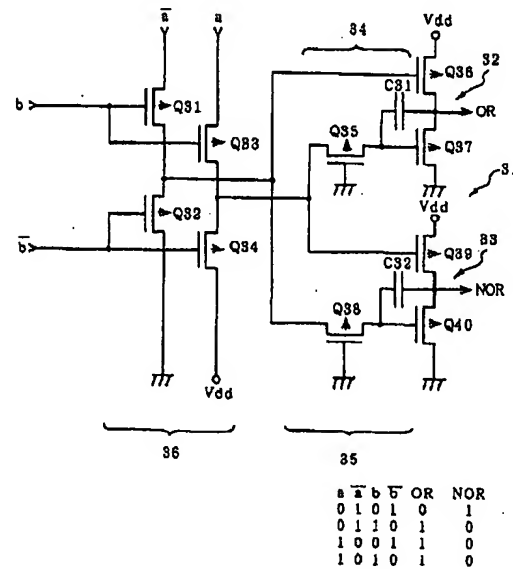 a̅ a
Vdd
34
Q36
32
C31
b
Q31
OR
Q33
Q35
Q37
Vdd
Q32
b̅
Q34
Q39
33
C32
NOR
Q38
Q40
Vdd
36
35
a a̅ b b̅ OR NOR
0 1 0 1 0 1
0 1 1 0 1 0
1 0 0 1 1 0
1 0 1 0 1 0